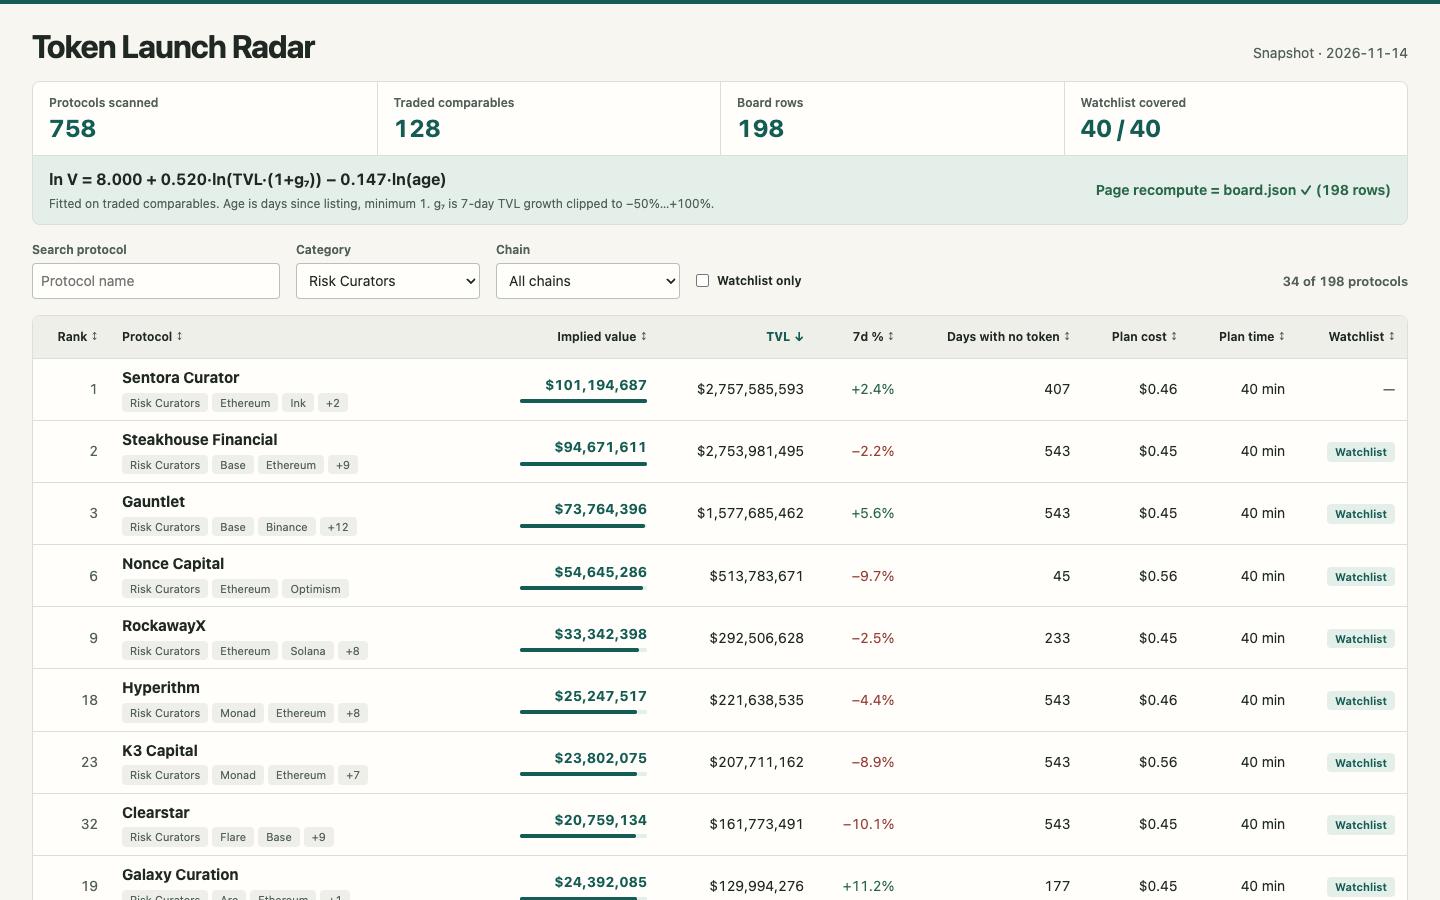 Token Launch Radar
Snapshot · 2026-11-14
Protocols scanned
758
Traded comparables
128
Board rows
198
Watchlist covered
40 / 40
ln V = 8.000 + 0.520·ln(TVL·(1+g₇)) − 0.147·ln(age)
Fitted on traded comparables. Age is days since listing, minimum 1. g₇ is 7-day TVL growth clipped to −50%...+100%.
Page recompute = board.json ✓ (198 rows)
Search protocol
Protocol name
Category
Risk Curators
Chain
All chains
Watchlist only
34 of 198 protocols
Rank ↕ Protocol ↕ Implied value ↕ TVL ↓ 7d % ↕ Days with no token ↕ Plan cost ↕ Plan time ↕ Watchlist ↕
1 Sentora Curator $101,194,687 $2,757,585,593 +2.4% 407 $0.46 40 min —
Risk Curators Ethereum Ink +2
2 Steakhouse Financial $94,671,611 $2,753,981,495 −2.2% 543 $0.45 40 min Watchlist
Risk Curators Base Ethereum +9
3 Gauntlet $73,764,396 $1,577,685,462 +5.6% 543 $0.45 40 min Watchlist
Risk Curators Base Binance +12
6 Nonce Capital $54,645,286 $513,783,671 −9.7% 45 $0.56 40 min Watchlist
Risk Curators Ethereum Optimism
9 RockawayX $33,342,398 $292,506,628 −2.5% 233 $0.45 40 min Watchlist
Risk Curators Ethereum Solana +8
18 Hyperithm $25,247,517 $221,638,535 −4.4% 543 $0.46 40 min Watchlist
Risk Curators Monad Ethereum +8
23 K3 Capital $23,802,075 $207,711,162 −8.9% 543 $0.56 40 min Watchlist
Risk Curators Monad Ethereum +7
32 Clearstar $20,759,134 $161,773,491 −10.1% 543 $0.45 40 min Watchlist
Risk Curators Flare Base +9
19 Galaxy Curation $24,392,085 $129,994,276 +11.2% 177 $0.45 40 min Watchlist
Risk Curators Arc Ethereum +1